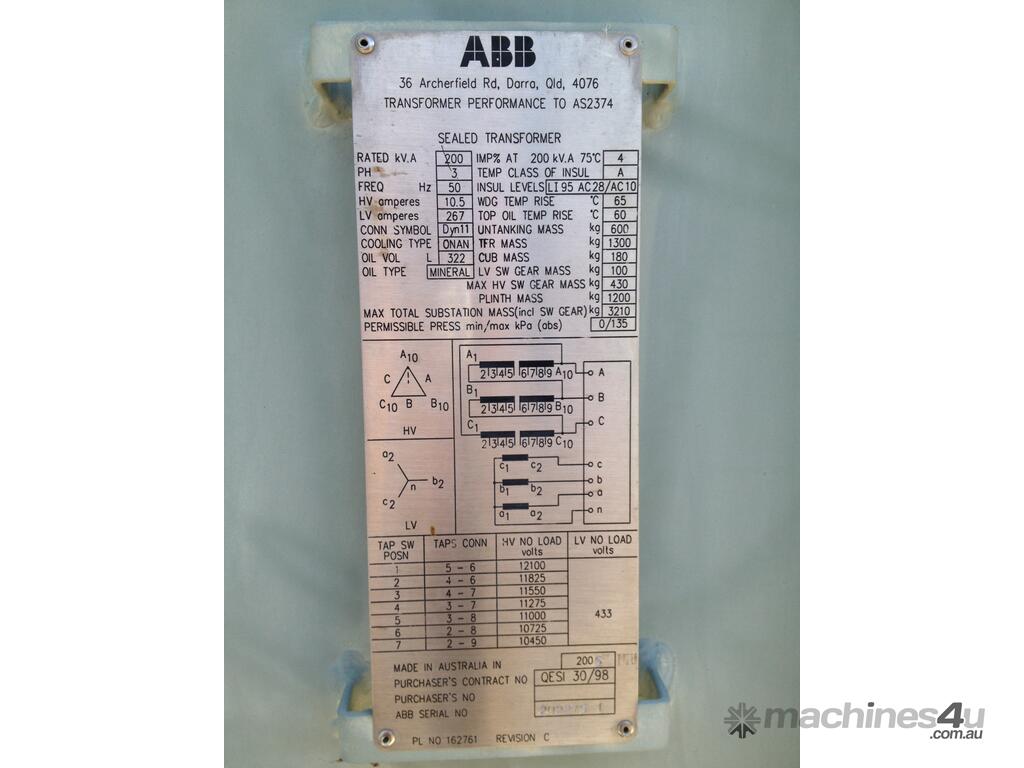 ABB
36 Archerfield Rd, Darra, Qld, 4076
TRANSFORMER PERFORMANCE TO AS2374
SEALED TRANSFORMER
RATED kV.A 200 IMP% AT 200 kV.A 75°C 4
PH 3 TEMP CLASS OF INSUL A
FREQ Hz 50 INSUL LEVELS LI 95 AC 28/AC 10
HV amperes 10.5 WDG TEMP RISE °C 65
LV amperes 267 TOP OIL TEMP RISE °C 60
CONN SYMBOL Dyn11 UNTANKING MASS kg 600
COOLING TYPE ONAN TFR MASS kg 1300
OIL VOL L 322 CUB MASS kg 180
OIL TYPE MINERAL LV SW GEAR MASS kg 100
MAX HV SW GEAR MASS kg 430
PLINTH MASS kg 1200
MAX TOTAL SUBSTATION MASS(incl SW GEAR) kg 3210
PERMISSIBLE PRESS min/max kPa (abs) 0/135
A10
C A
C10 B B10
HV
A1
2 3 4 5 6 7 8 9 A10 A
B1 B
2 3 4 5 6 7 8 9 B10
C1 C
2 3 4 5 6 7 8 9 C10
c1 c2 c
b1 b2 b
a
a1 a2 n
a2
n b2
c2
LV
TAP SW POSN TAPS CONN HV NO LOAD volts LV NO LOAD volts
1 5 - 6 12100
2 4 - 6 11825
3 4 - 7 11550
4 3 - 7 11275
5 3 - 8 11000 433
6 2 - 8 10725
7 2 - 9 10450
MADE IN AUSTRALIA IN
PURCHASER'S CONTRACT NO QESI 30/98
PURCHASER'S NO
ABB SERIAL NO
PL NO 162761 REVISION C
machines4u
.com.au